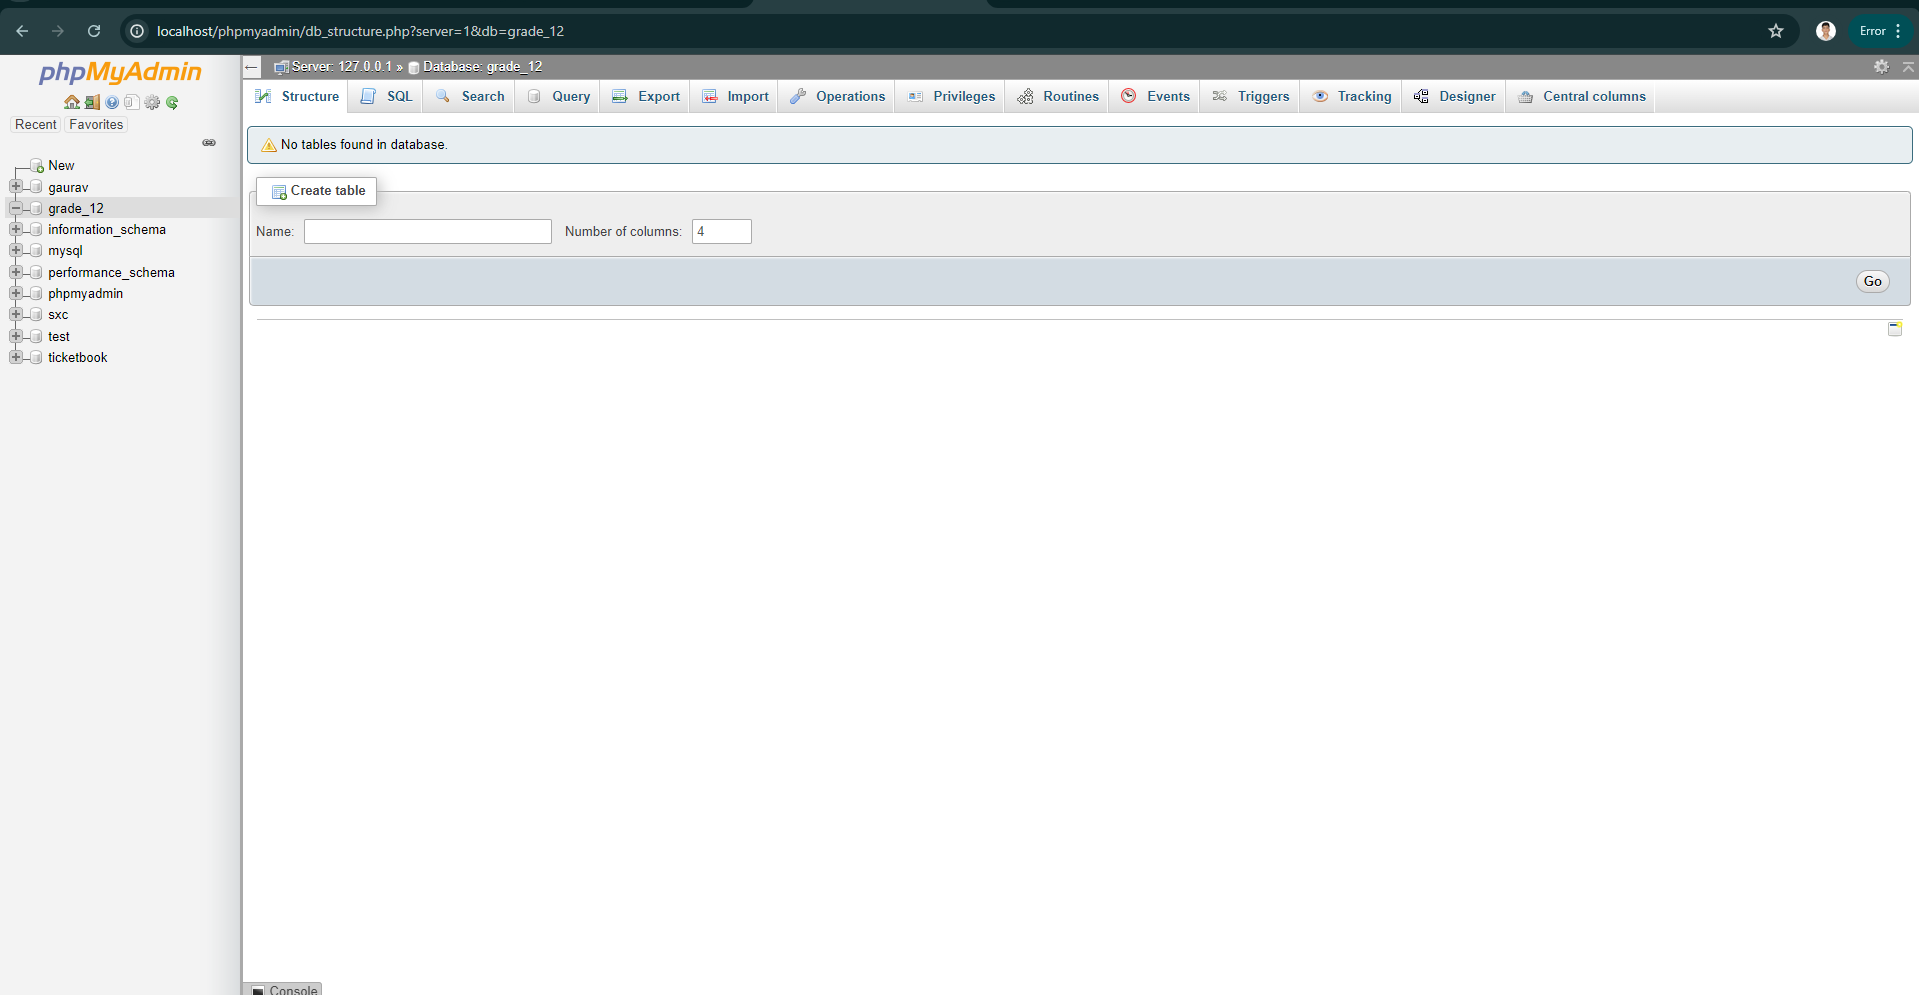 localhost/phpmyadmin/db_structure.php?server=1&db=grade_12
Error
phpMyAdmin
Recent Favorites
New
gaurav
grade_12
information_schema
mysql
performance_schema
phpmyadmin
sxc
test
ticketbook
Server: 127.0.0.1 » Database: grade_12
Structure SQL Search Query Export Import Operations Privileges Routines Events Triggers Tracking Designer Central columns
No tables found in database.
Create table
Name: Number of columns: 4
Go
Console